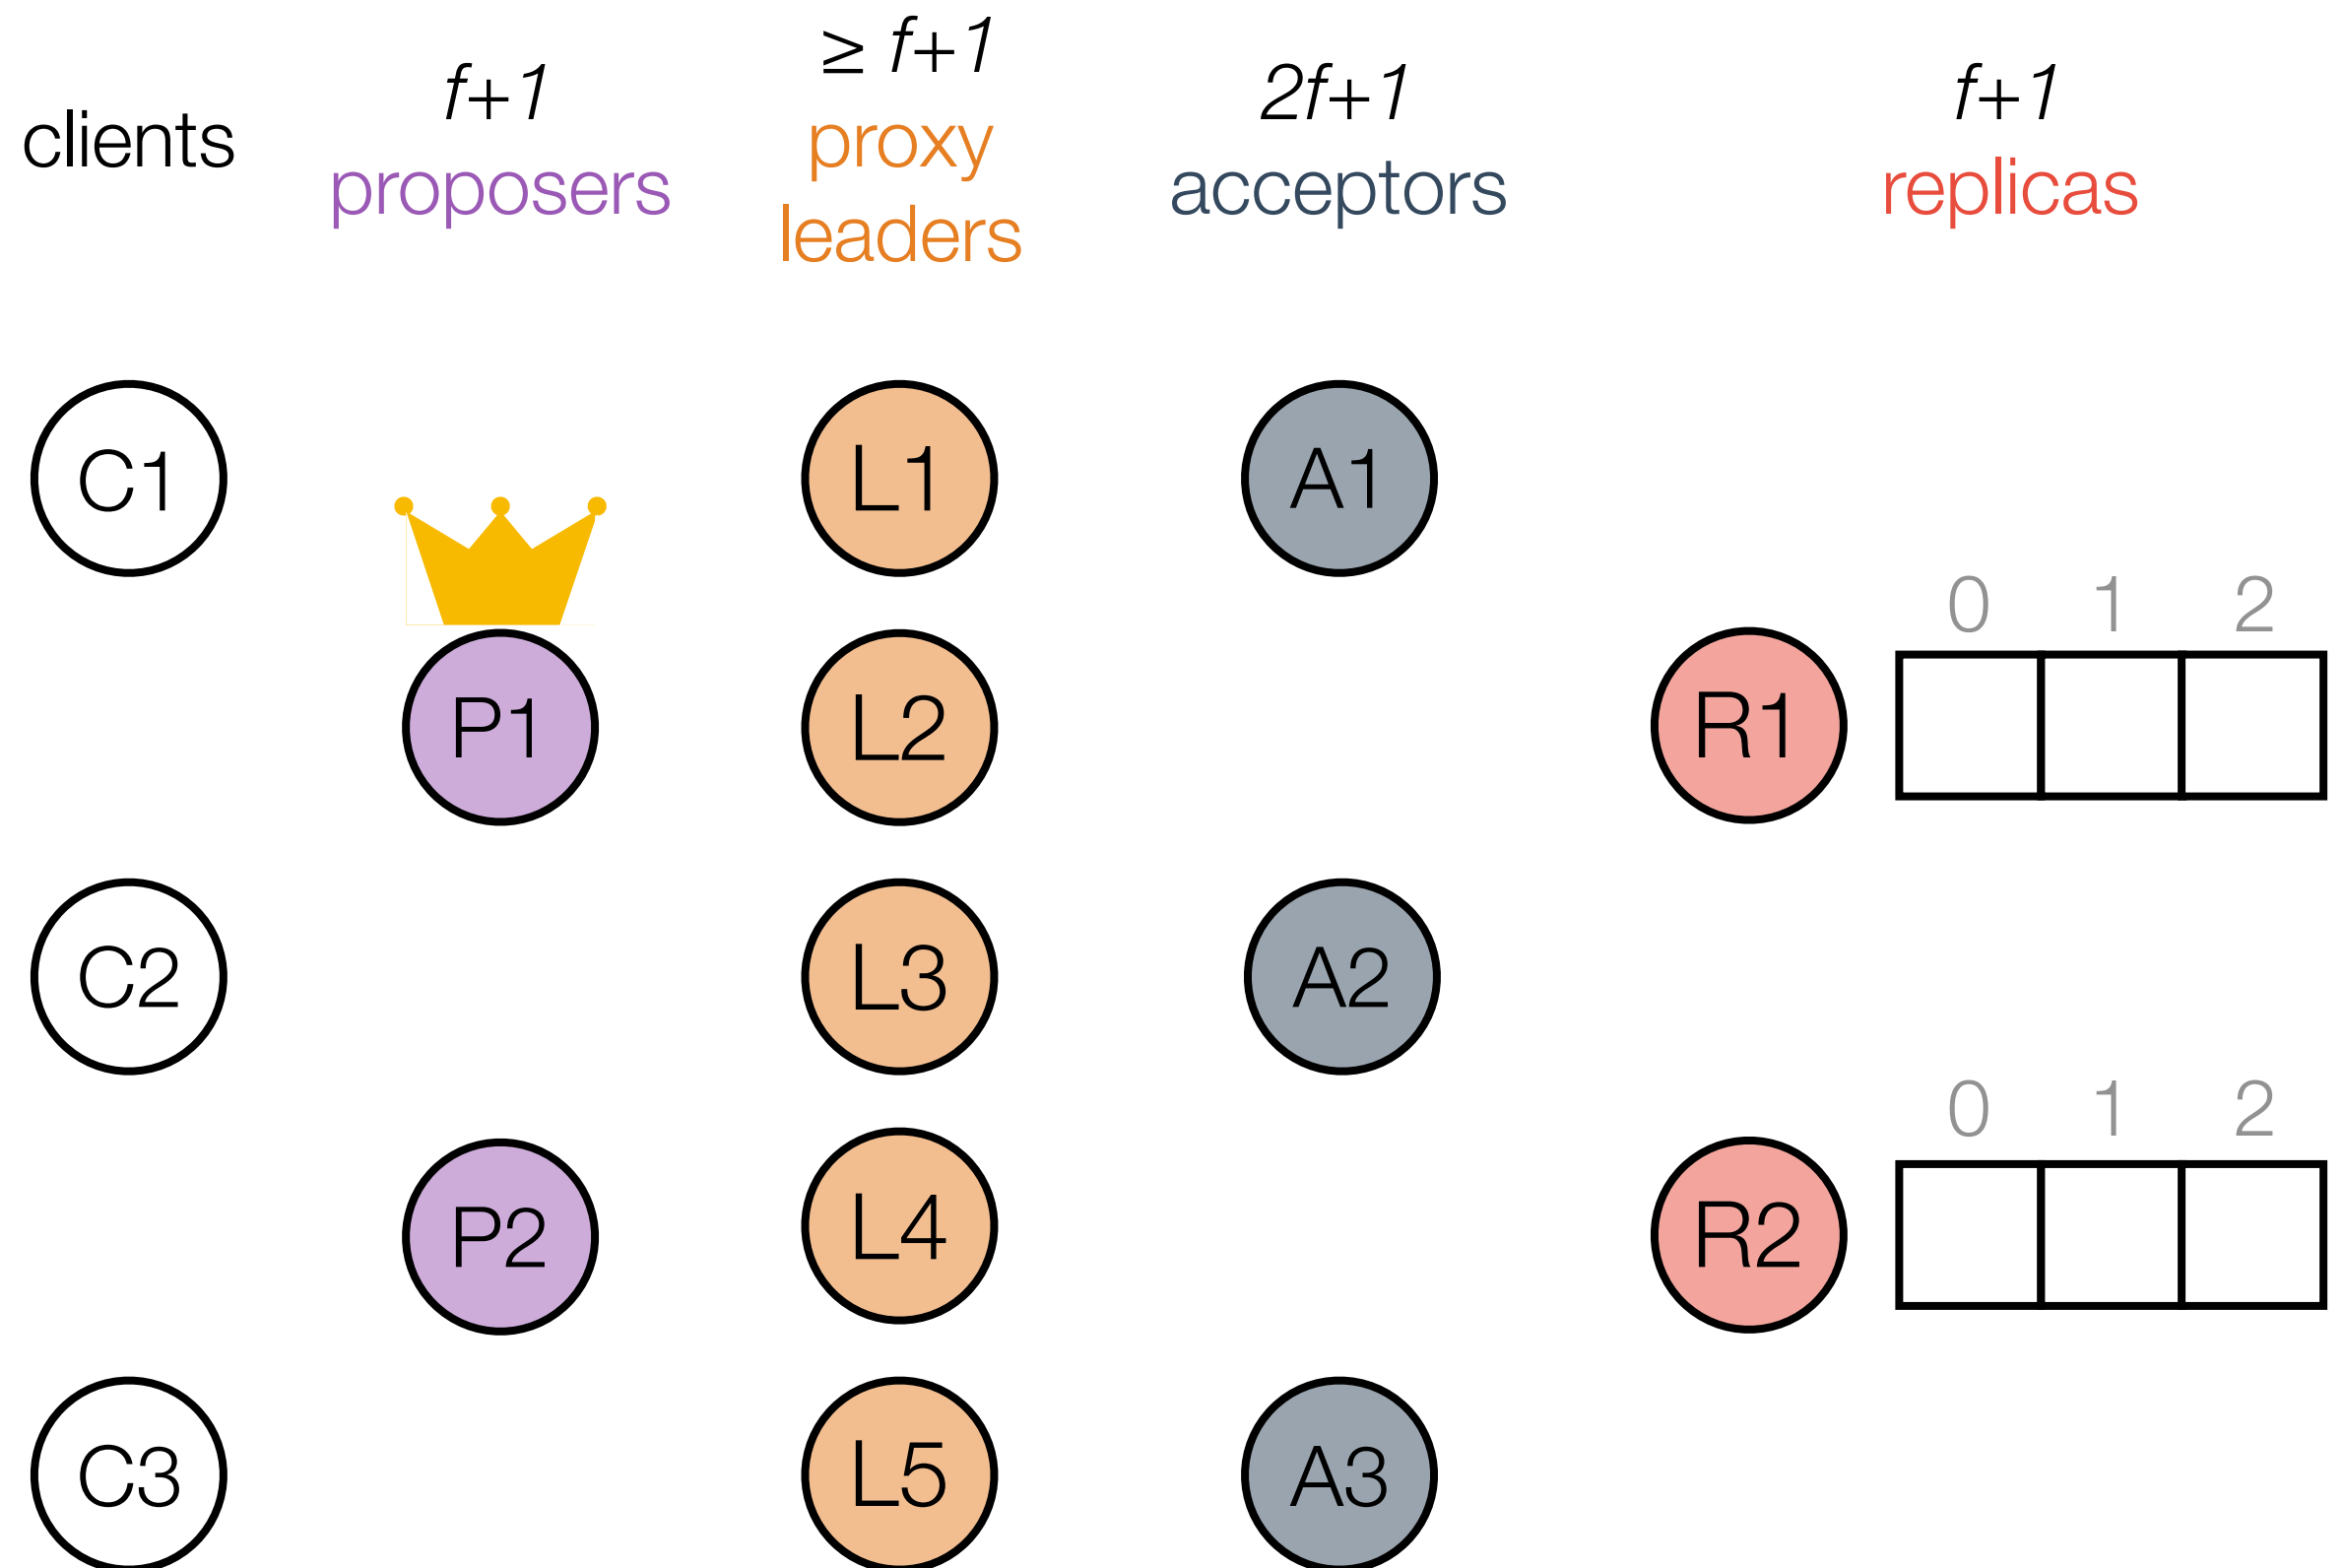 clients
f+1
proposers
≥ f+1
proxy
leaders
2f+1
acceptors
f+1
replicas
C1
L1
A1
0 1 2
P1
L2
R1
C2
L3
A2
0 1 2
P2
L4
R2
C3
L5
A3